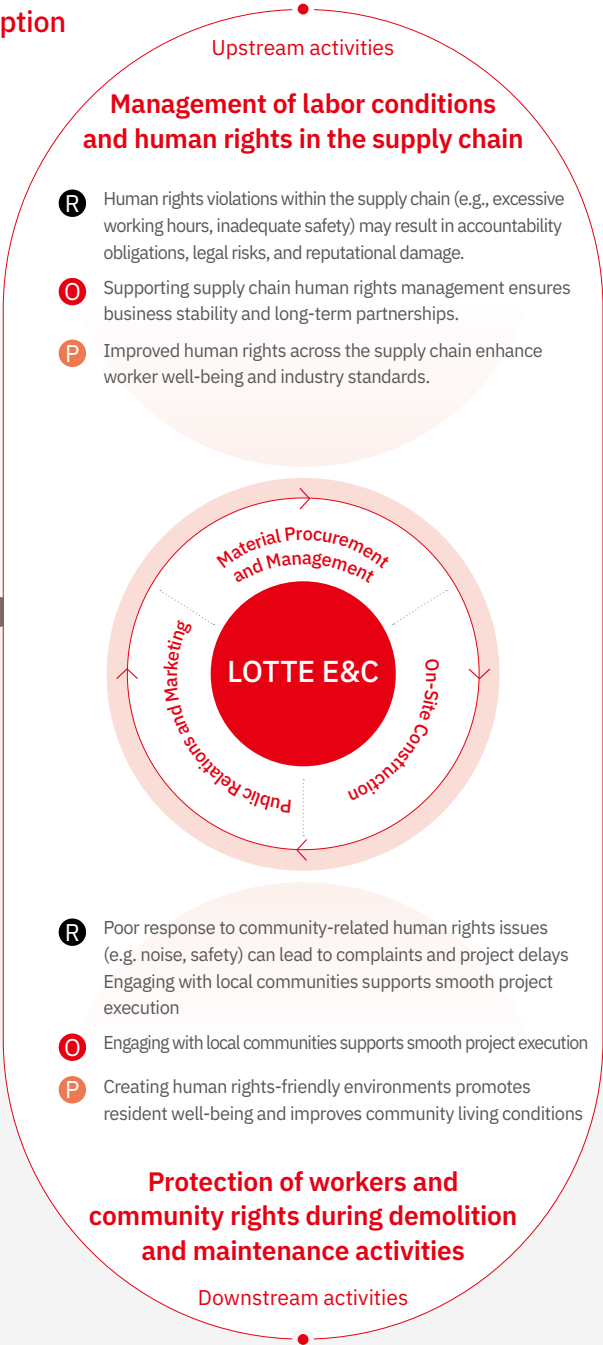 ption
Upstream activities
Management of labor conditions
and human rights in the supply chain
R Human rights violations within the supply chain (e.g., excessive
working hours, inadequate safety) may result in accountability
obligations, legal risks, and reputational damage.
O Supporting supply chain human rights management ensures
business stability and long-term partnerships.
P Improved human rights across the supply chain enhance
worker well-being and industry standards.
Material Procurement
and Management
LOTTE E&C
On-Site Construction
Public Relations and Marketing
R Poor response to community-related human rights issues
(e.g. noise, safety) can lead to complaints and project delays
Engaging with local communities supports smooth project
execution
O Engaging with local communities supports smooth project execution
P Creating human rights-friendly environments promotes
resident well-being and improves community living conditions
Protection of workers and
community rights during demolition
and maintenance activities
Downstream activities